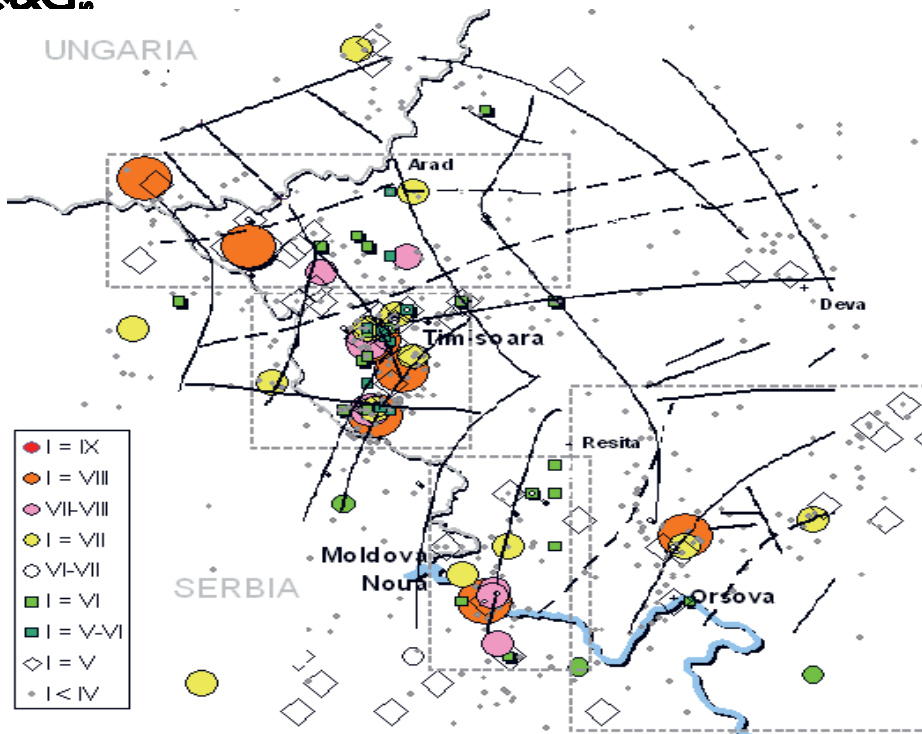 UNGARIA
Arad
Deva
Timisoara
Resita
I = IX
I = VIII
VII-VIII
I = VII
VI-VII
I = VI
I = V-VI
I = V
I < IV
Moldova
Noua
SERBIA
Orsova